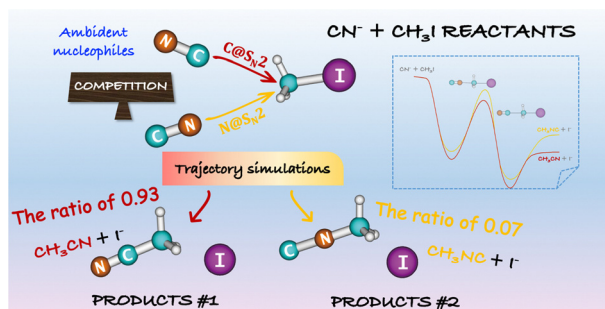 Ambident
nucleophiles
CN⁻ + CH₃I REACTANTS
N
C
C@Sₙ2
I
COMPETITION
N@Sₙ2
C
N
CN⁻ + CH₃I
CH₃NC + I⁻
CH₃CN + I⁻
Trajectory simulations
The ratio of 0.93
CH₃CN + I⁻
N
C
I
PRODUCTS #1
The ratio of 0.07
C
N
I
CH₃NC + I⁻
PRODUCTS #2